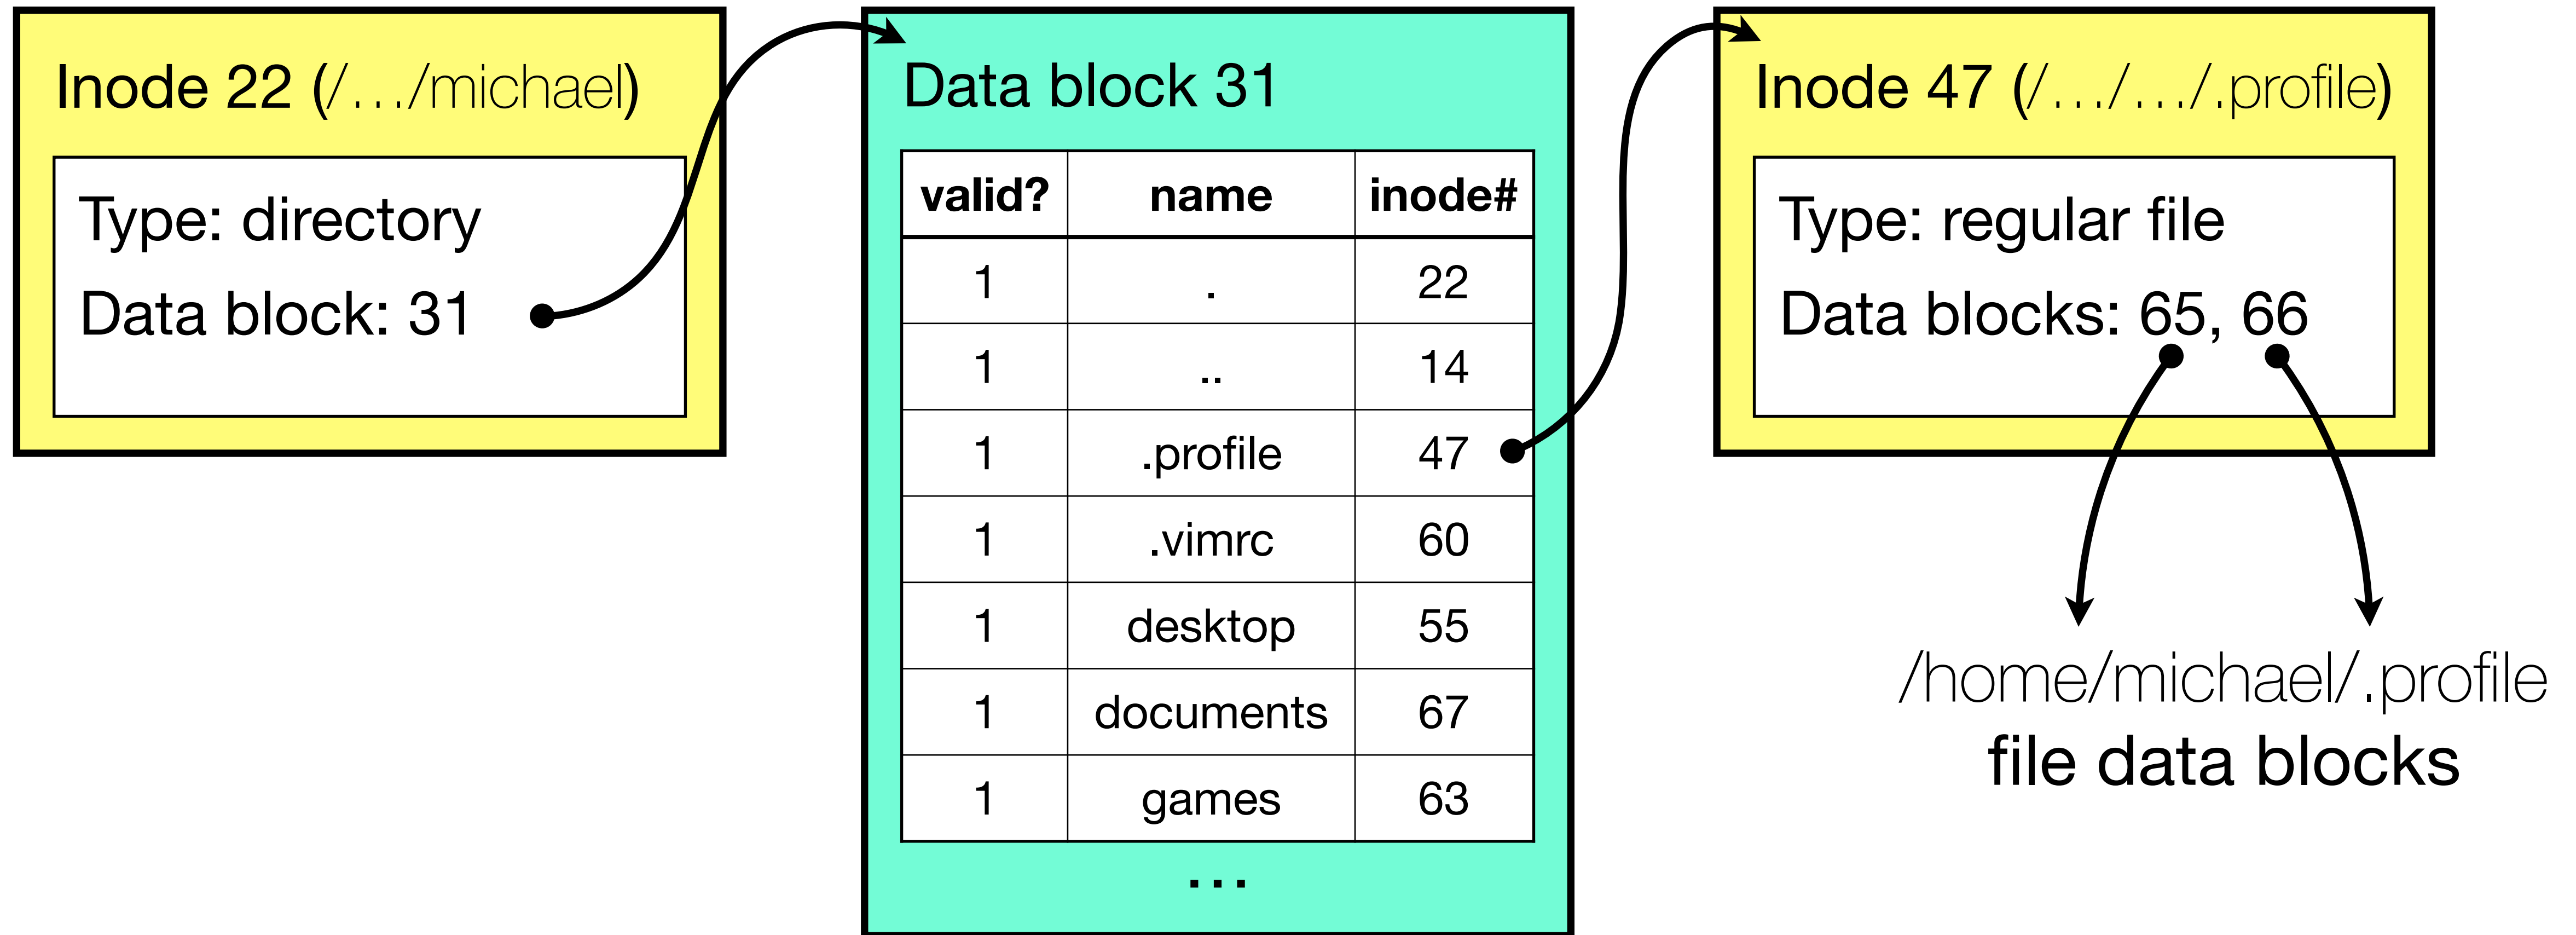 Inode 22 (/…/michael)
Type: directory
Data block: 31
Data block 31
valid? name inode#
1 . 22
1 .. 14
1 .profile 47
1 .vimrc 60
1 desktop 55
1 documents 67
1 games 63
…
Inode 47 (/…/…/.profile)
Type: regular file
Data blocks: 65, 66
/home/michael/.profile
file data blocks